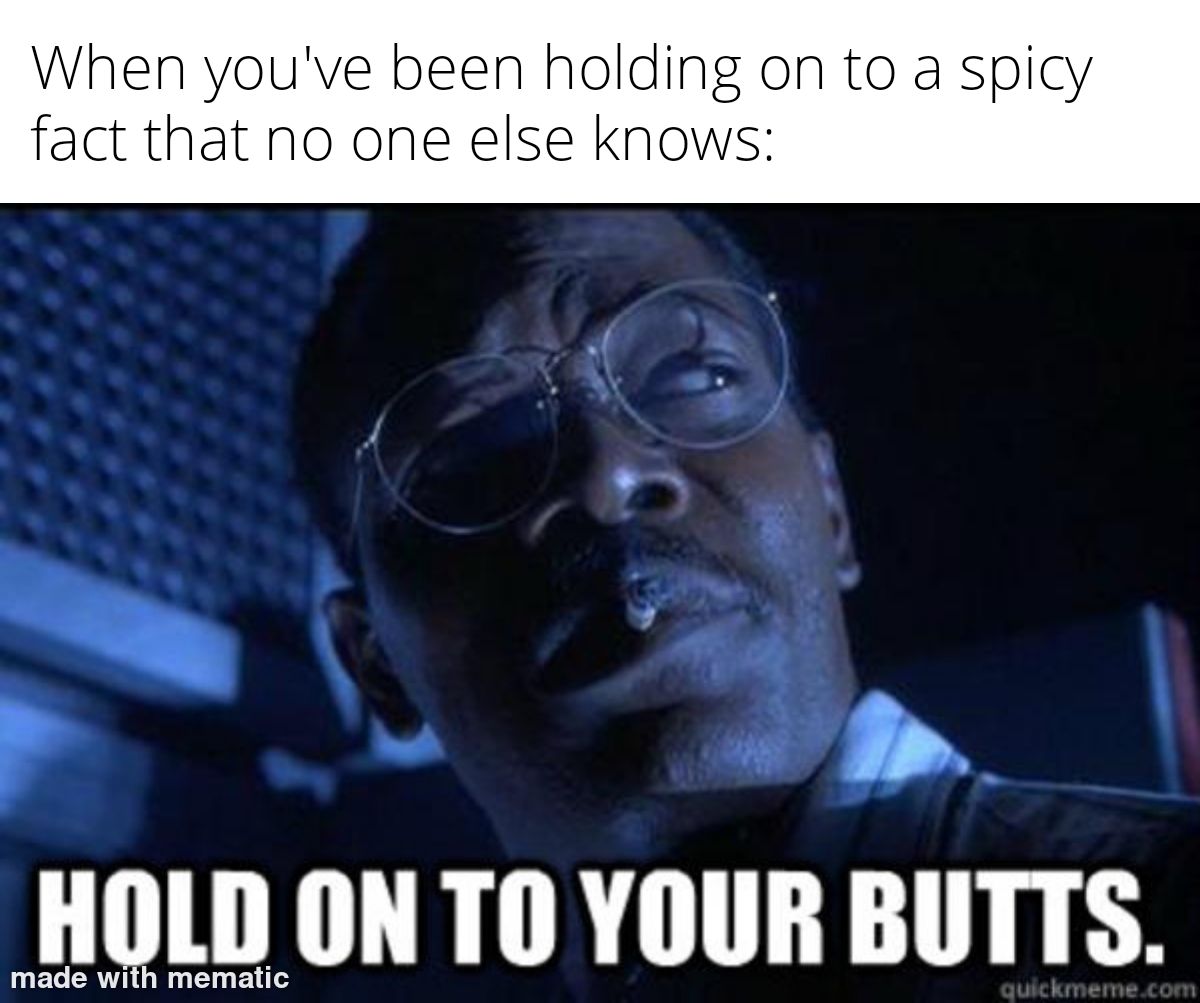 When you've been holding on to a spicy
fact that no one else knows:
HOLD ON TO YOUR BUTTS.
made with mematic
quickmeme.com